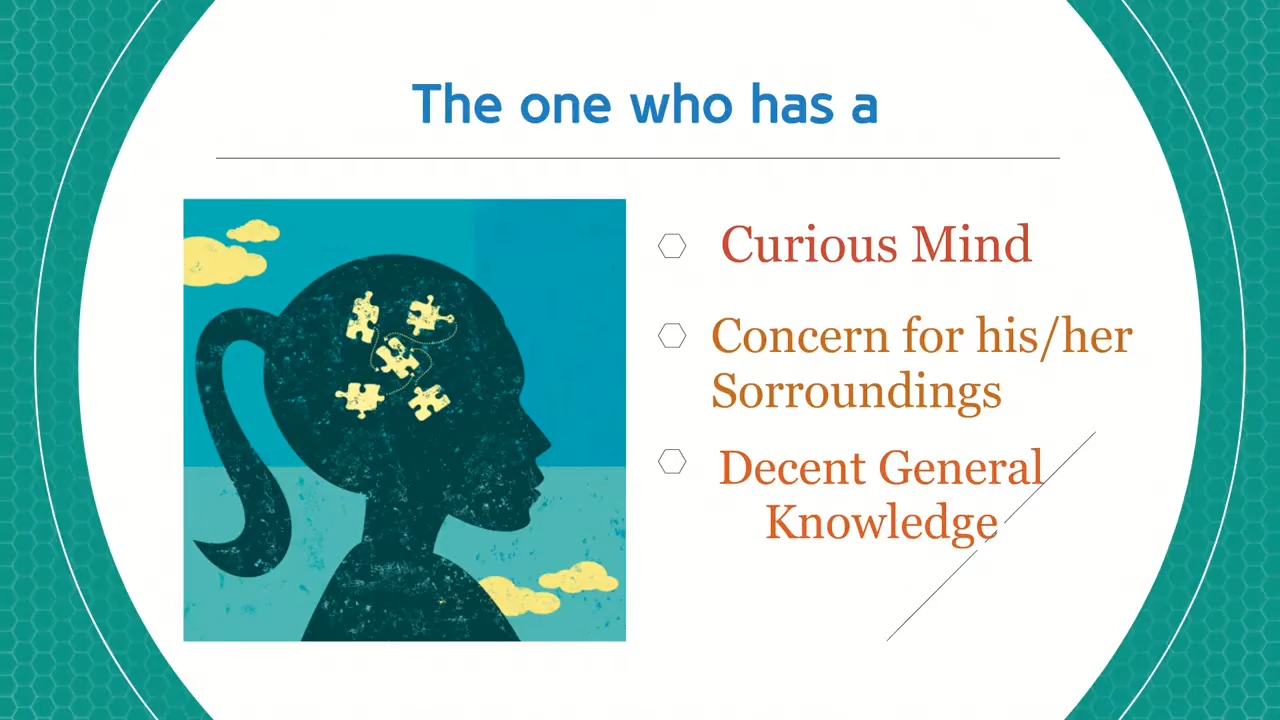 The one who has a
Curious Mind
Concern for his/her
Sorroundings
Decent General
Knowledge